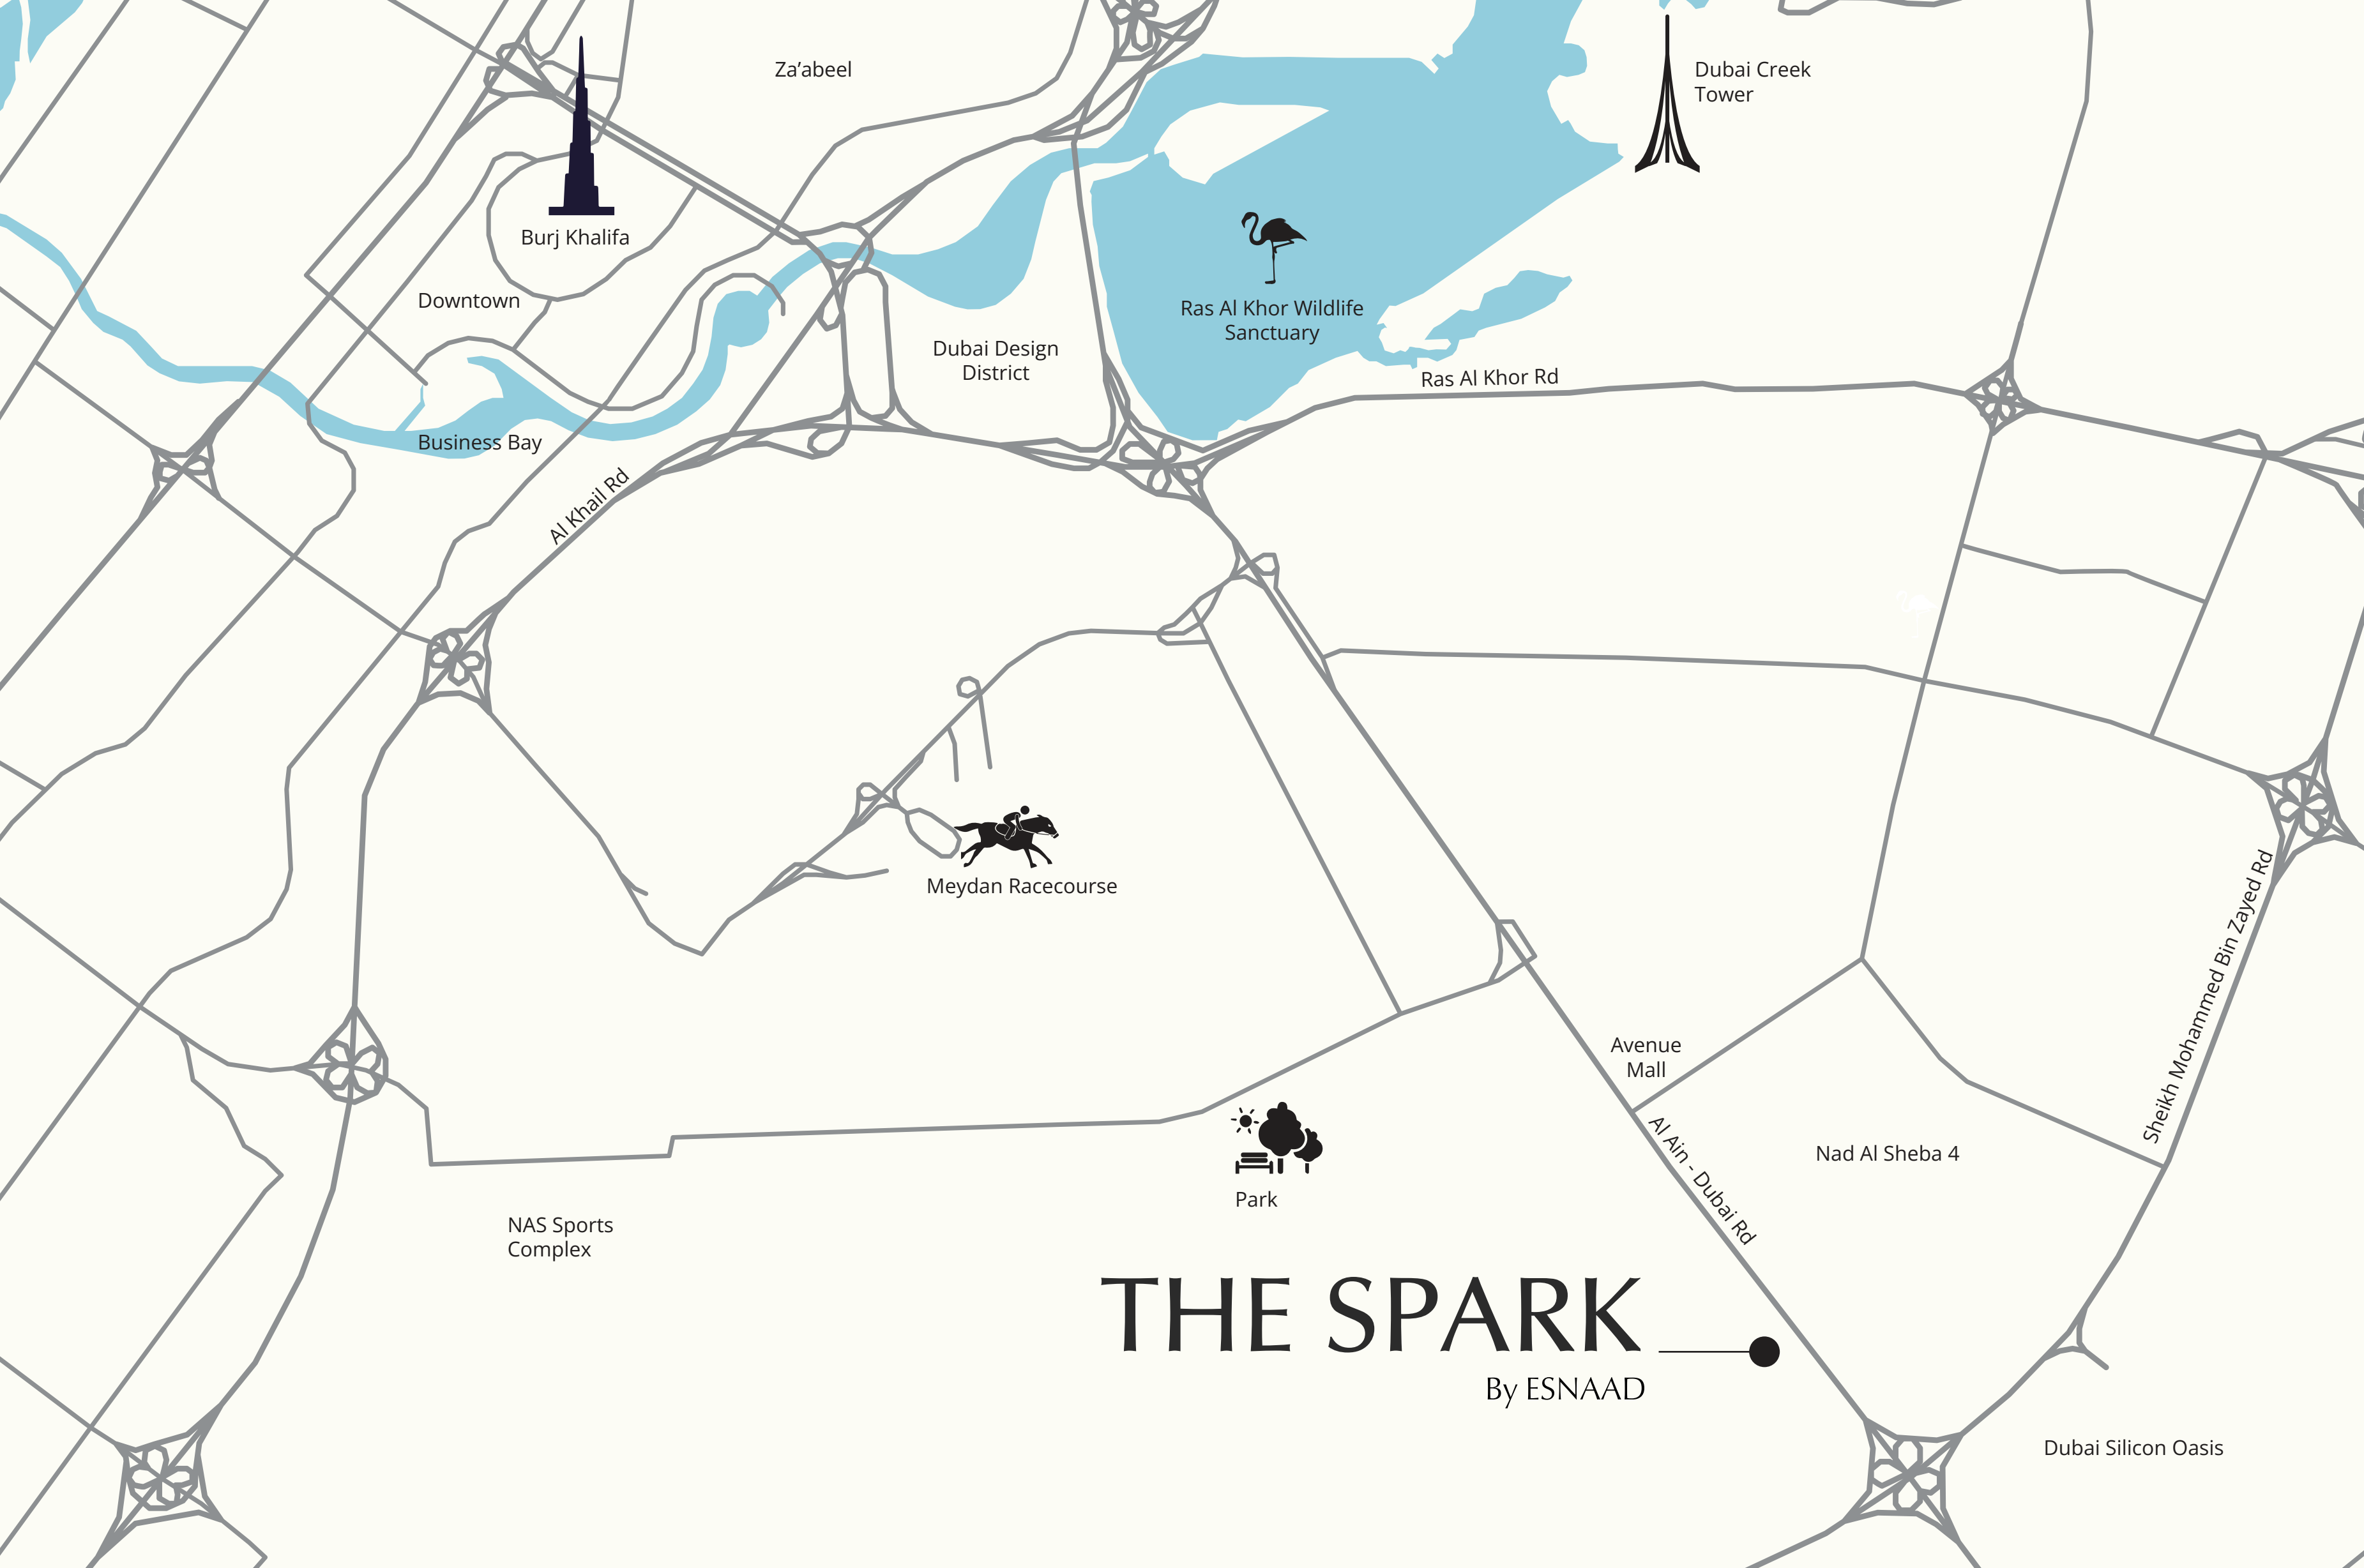 Za’abeel
Dubai Creek
Tower
Burj Khalifa
Downtown
Ras Al Khor Wildlife
Sanctuary
Dubai Design
District
Ras Al Khor Rd
Business Bay
Al Khail Rd
Meydan Racecourse
Sheikh Mohammed Bin Zayed Rd
Avenue
Mall
Al Ain - Dubai Rd
Nad Al Sheba 4
Park
NAS Sports
Complex
THE SPARK
By ESNAAD
Dubai Silicon Oasis